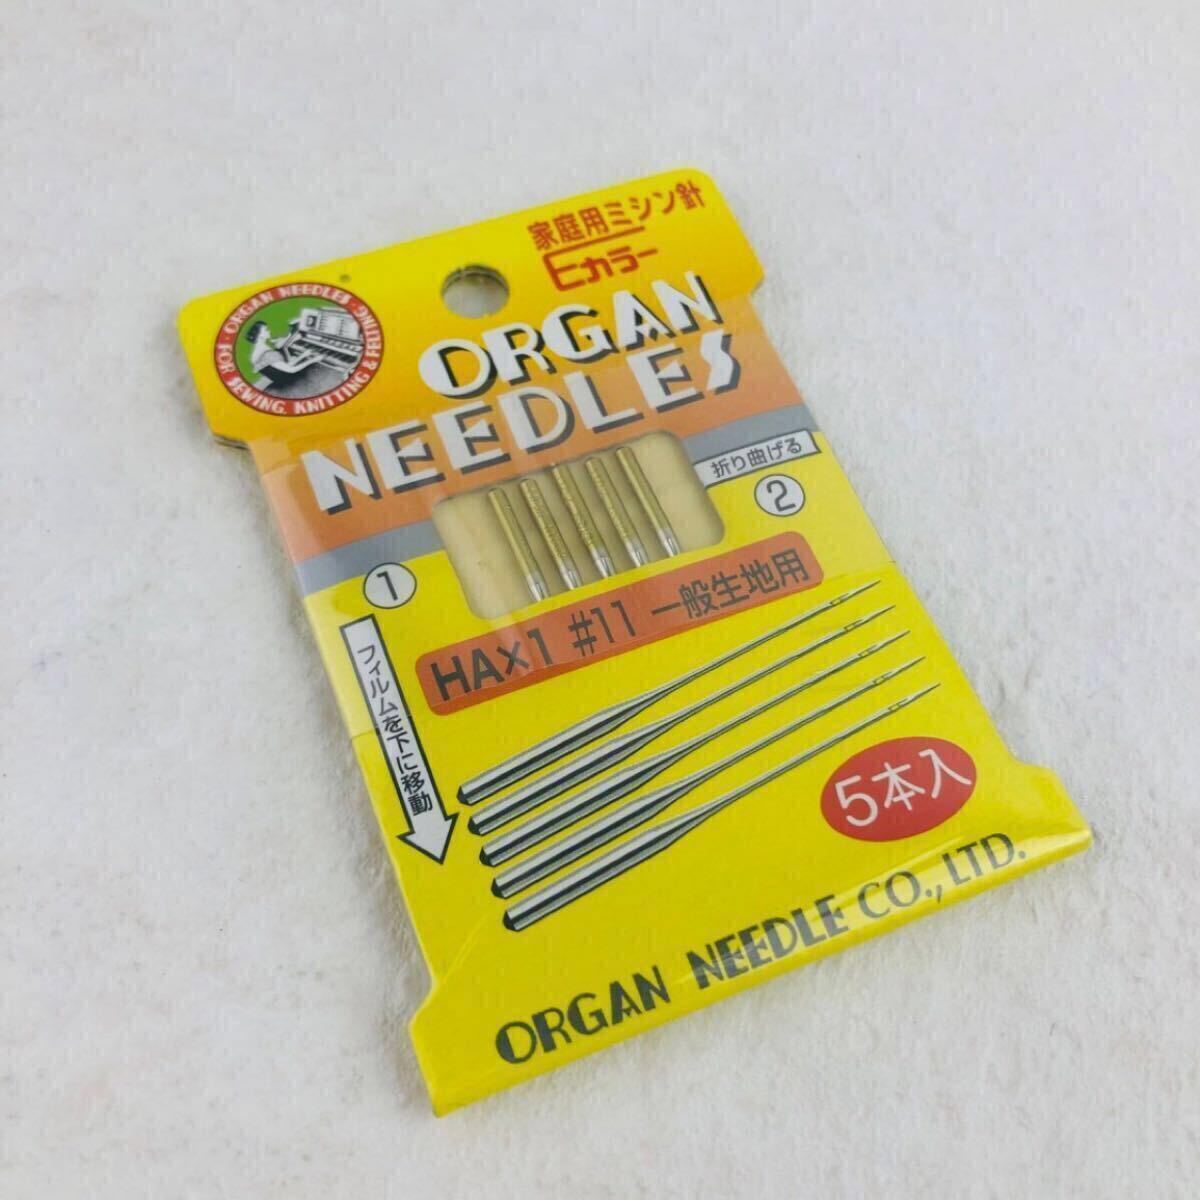 家庭用ミシン針
Eカラー
ORGAN
NEEDLES
ORGAN NEEDLES
FOR SEWING, KNITTING & FELTING
折り曲げる
2
1
フィルムを下に移動
HA×1 #11 一般生地用
5本入
ORGAN NEEDLE CO., LTD.